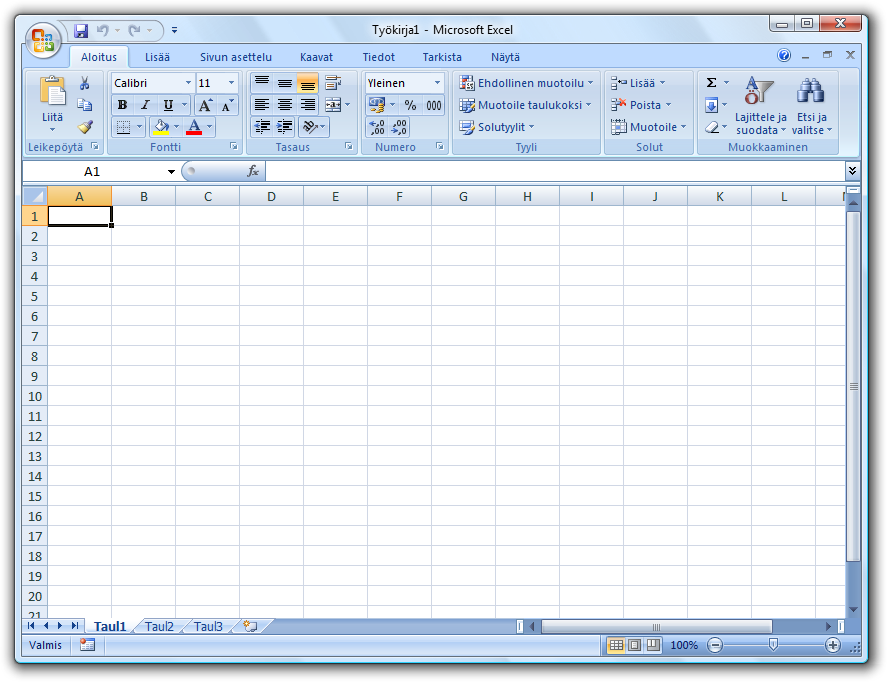 Työkirja1 - Microsoft Excel
Aloitus Lisää Sivun asettelu Kaavat Tiedot Tarkista Näytä
Calibri 11 Yleinen Ehdollinen muotoilu Lisää Σ
Liitä B I U A A % 000 Muotoile taulukoksi Poista Lajittele ja suodata Etsi ja valitse
A ,00 ,00 Solutyylit Muotoile
Leikepöytä Fontti Tasaus Numero Tyyli Solut Muokkaaminen
A1 fx
A B C D E F G H I J K L
1
2
3
4
5
6
7
8
9
10
11
12
13
14
15
16
17
18
19
20
21
Taul1 Taul2 Taul3
Valmis 100%